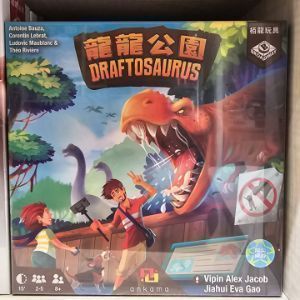 Antoine Bauza,
Corentin Lebrat,
Ludovic Maublanc &
Théo Rivière
龍龍公園
DRAFTOSAURUS
栢龍玩具
15'
2-5
8+
ankama
Vipin Alex Jacob
Jiahui Eva Gao